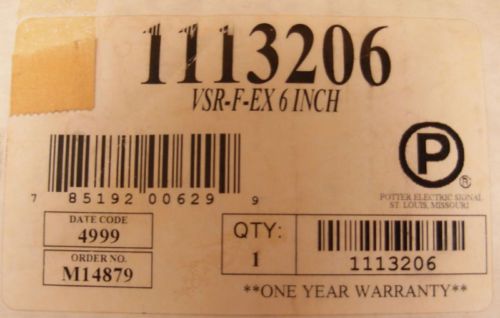 1113206
VSR-F-EX 6 INCH
P
®
7 85192 00629 9
POTTER ELECTRIC SIGNAL
ST. LOUIS, MISSOURI
DATE CODE
4999
ORDER NO.
M14879
QTY:
1
1113206
**ONE YEAR WARRANTY**